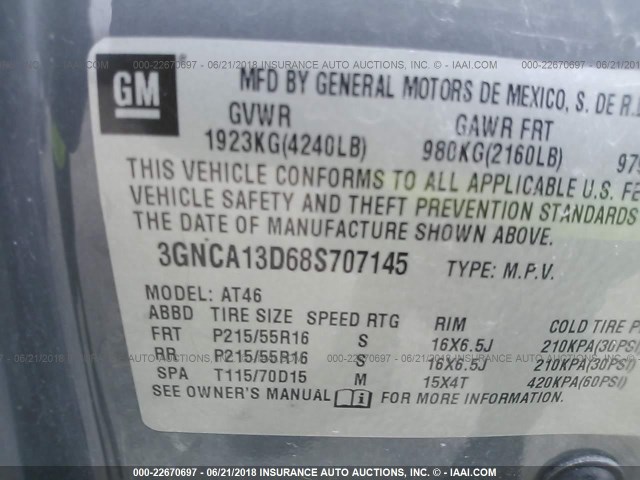 000-22670697 - 06/21/2018 INSURANCE AUTO AUCTIONS - © IAAI.COM
GM
MFD BY GENERAL MOTORS DE MEXICO, S. DE R.
GVWR GAWR FRT
1923KG(4240LB) 980KG(2160LB) 979
THIS VEHICLE CONFORMS TO ALL APPLICABLE U.S. FE
VEHICLE SAFETY AND THEFT PREVENTION STANDARDS
THE DATE OF MANUFACTURE SHOWN ABOVE.
3GNCA13D68S707145 TYPE: M.P.V.
MODEL: AT46
ABBD TIRE SIZE SPEED RTG RIM COLD TIRE P
FRT P215/55R16 S 16X6.5J 210KPA(30PSI)
RR P215/55R16 S 16X6.5J 210KPA(30PSI)
SPA T115/70D15 M 15X4T 420KPA(60PSI)
SEE OWNER'S MANUAL i FOR MORE INFORMATION.
000-22670697 - 06/21/2018 INSURANCE AUTO AUCTIONS
- IAAI.COM